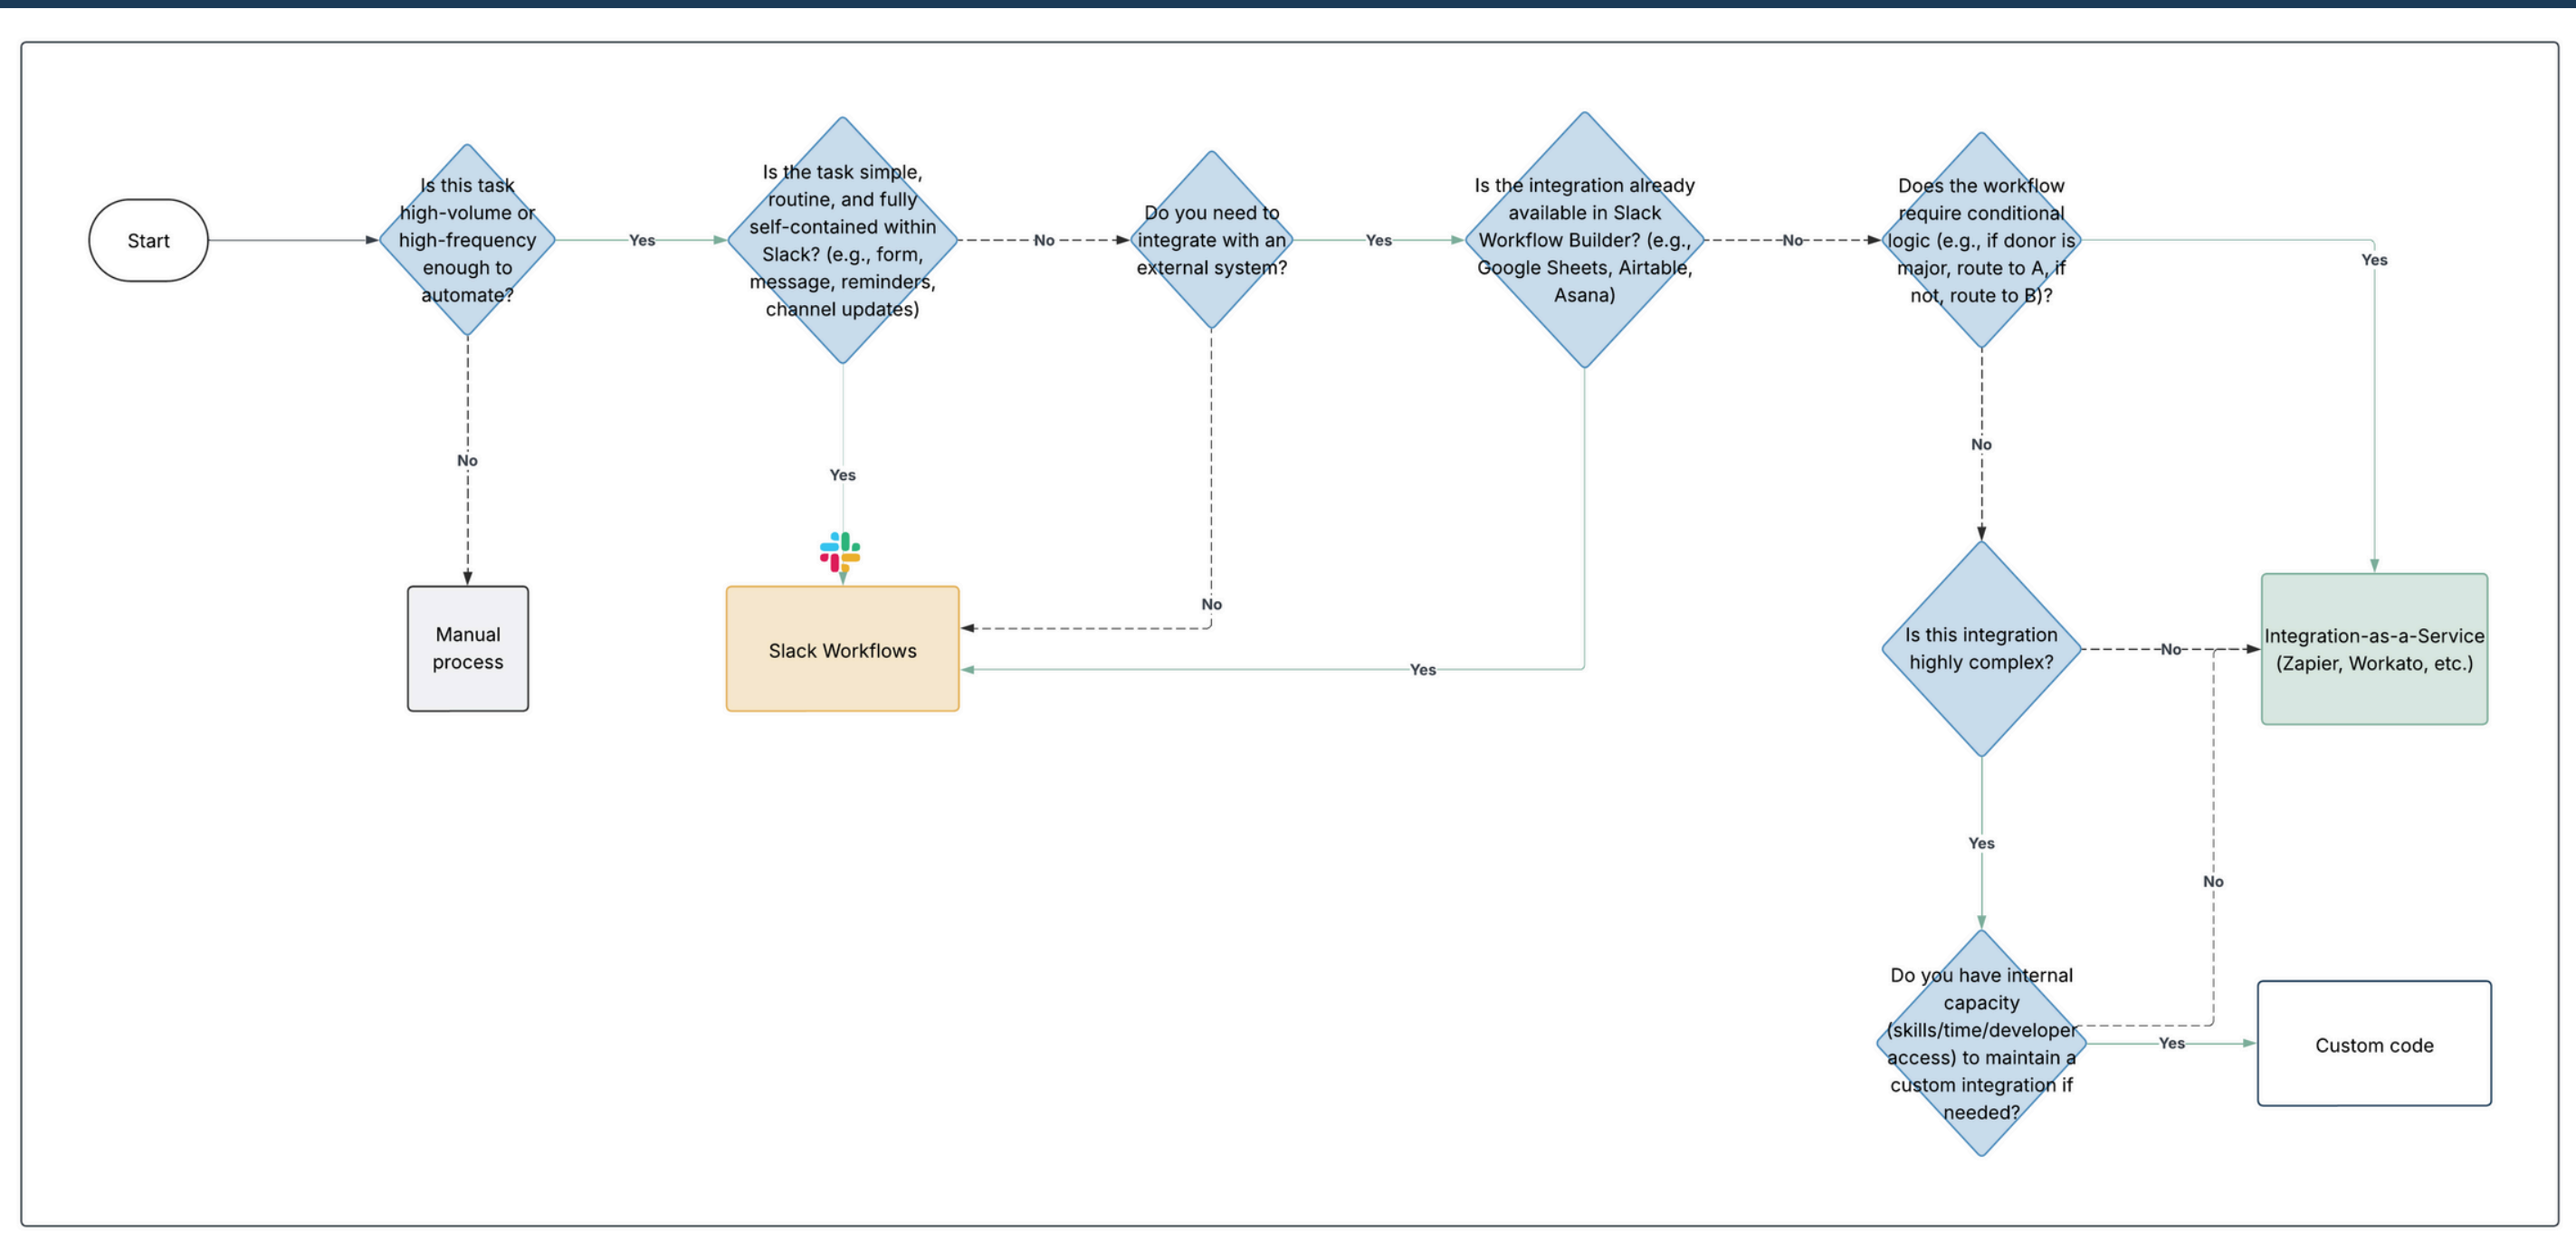 Start
Is this task
high-volume or
high-frequency
enough to
automate?
Yes
Is the task simple,
routine, and fully
self-contained within
Slack? (e.g., form,
message, reminders,
channel updates)
No
Do you need to
integrate with an
external system?
Yes
Is the integration already
available in Slack
Workflow Builder? (e.g.,
Google Sheets, Airtable,
Asana)
No
Does the workflow
require conditional
logic (e.g., if donor is
major, route to A, if
not, route to B)?
Yes
No
Yes
No
No
Manual
process
Slack Workflows
Yes
Is this integration
highly complex?
No
Integration-as-a-Service
(Zapier, Workato, etc.)
Yes
No
Do you have internal
capacity
(skills/time/developer
access) to maintain a
custom integration if
needed?
Yes
Custom code